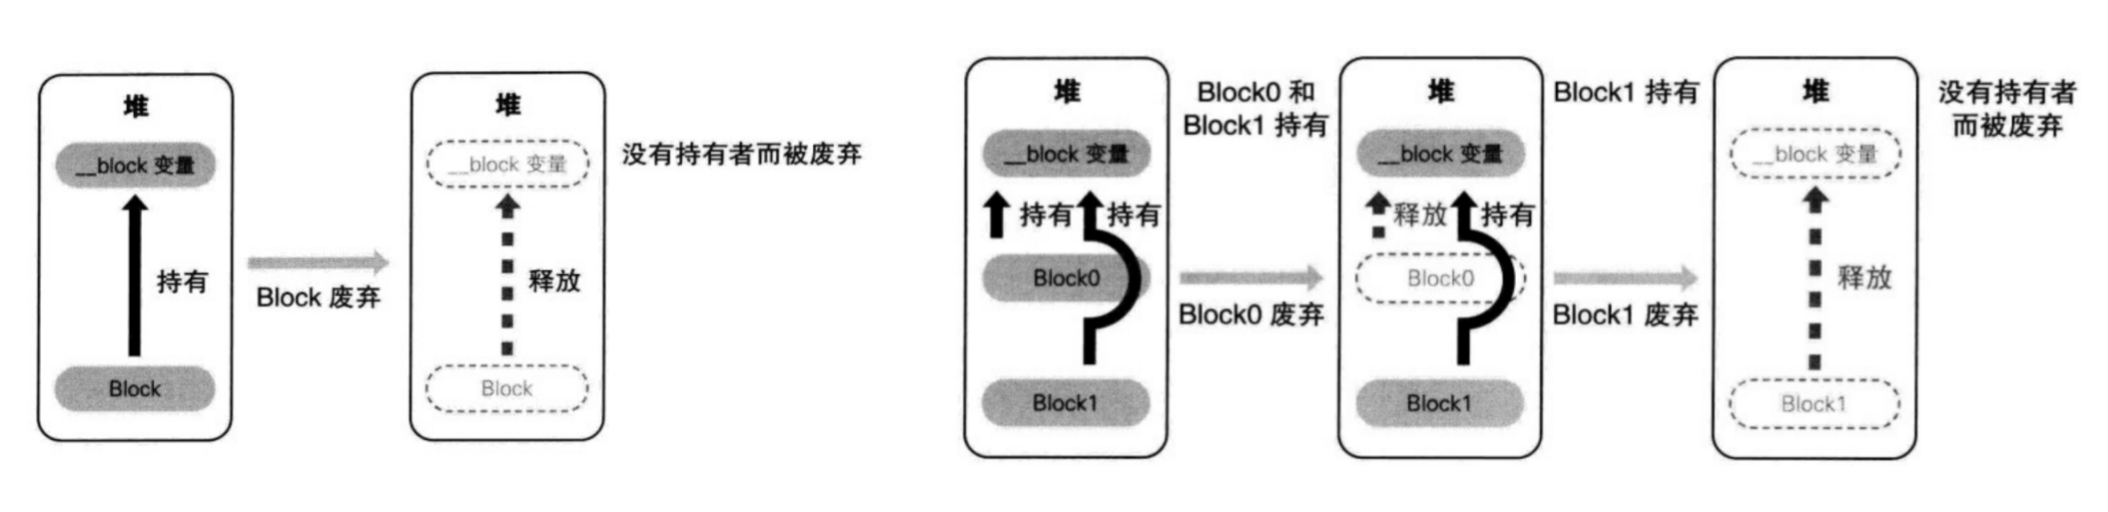 堆
__block 变量
持有
Block
Block 废弃
堆
__block 变量
释放
Block
没有持有者而被废弃
堆
__block 变量
持有
持有
Block0
Block1
Block0 和
Block1 持有
Block0 废弃
堆
__block 变量
释放
持有
Block0
Block1
Block1 持有
Block1 废弃
堆
__block 变量
释放
Block1
没有持有者
而被废弃